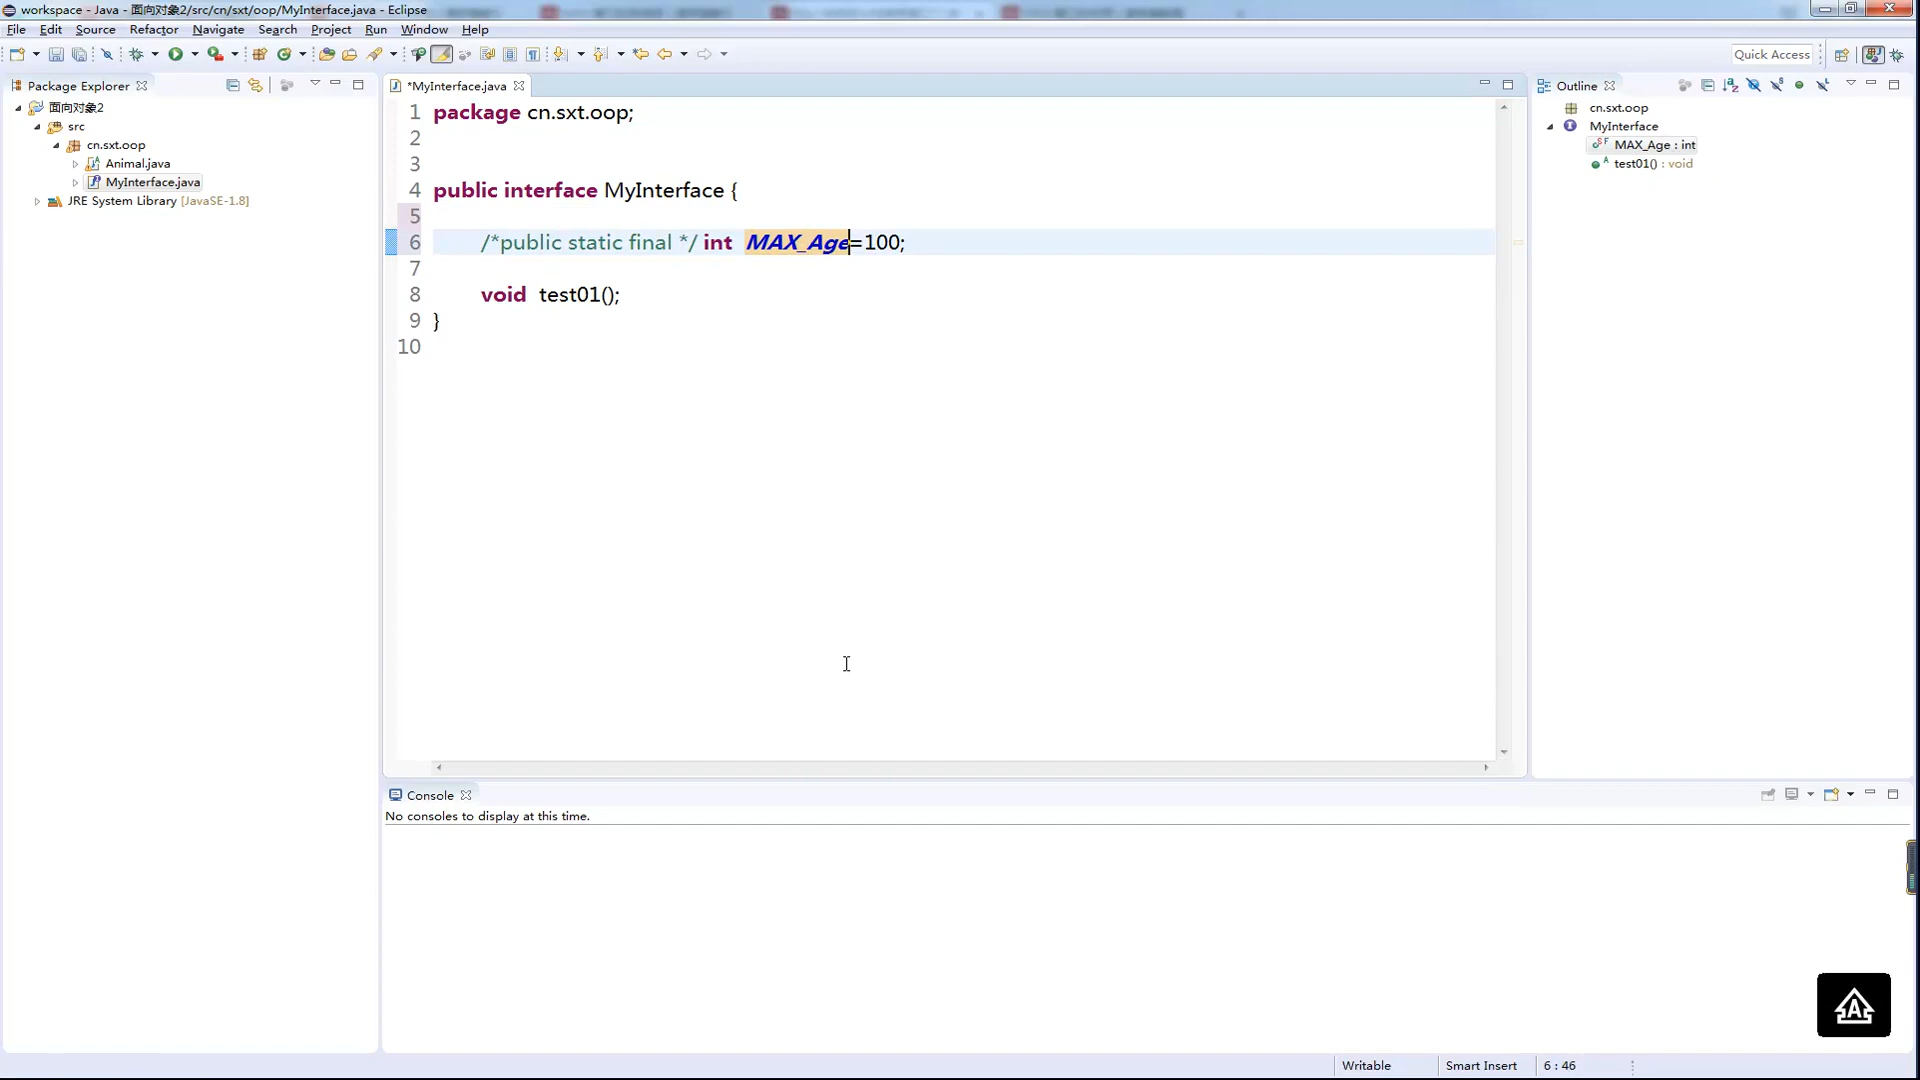 workspace - Java - 面向对象2/src/cn/sxt/oop/MyInterface.java - Eclipse
File Edit Source Refactor Navigate Search Project Run Window Help
Quick Access
Package Explorer
面向对象2
src
cn.sxt.oop
Animal.java
MyInterface.java
JRE System Library [JavaSE-1.8]
*MyInterface.java
1 package cn.sxt.oop;
2
3
4 public interface MyInterface {
5
6 /*public static final */ int MAX_Age=100;
7
8 void test01();
9 }
10
Outline
cn.sxt.oop
MyInterface
MAX_Age : int
test01() : void
Console
No consoles to display at this time.
Writable Smart Insert 6 : 46